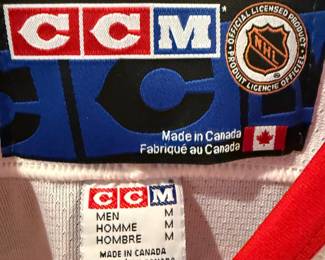 CCM
OFFICIAL LICENSED PRODUCT
NHL
PRODUIT LICENCIÉ OFFICIEL
Made in Canada
Fabriqué au Canada
CCM
MEN M
HOMME M
HOMBRE M
MADE IN CANADA